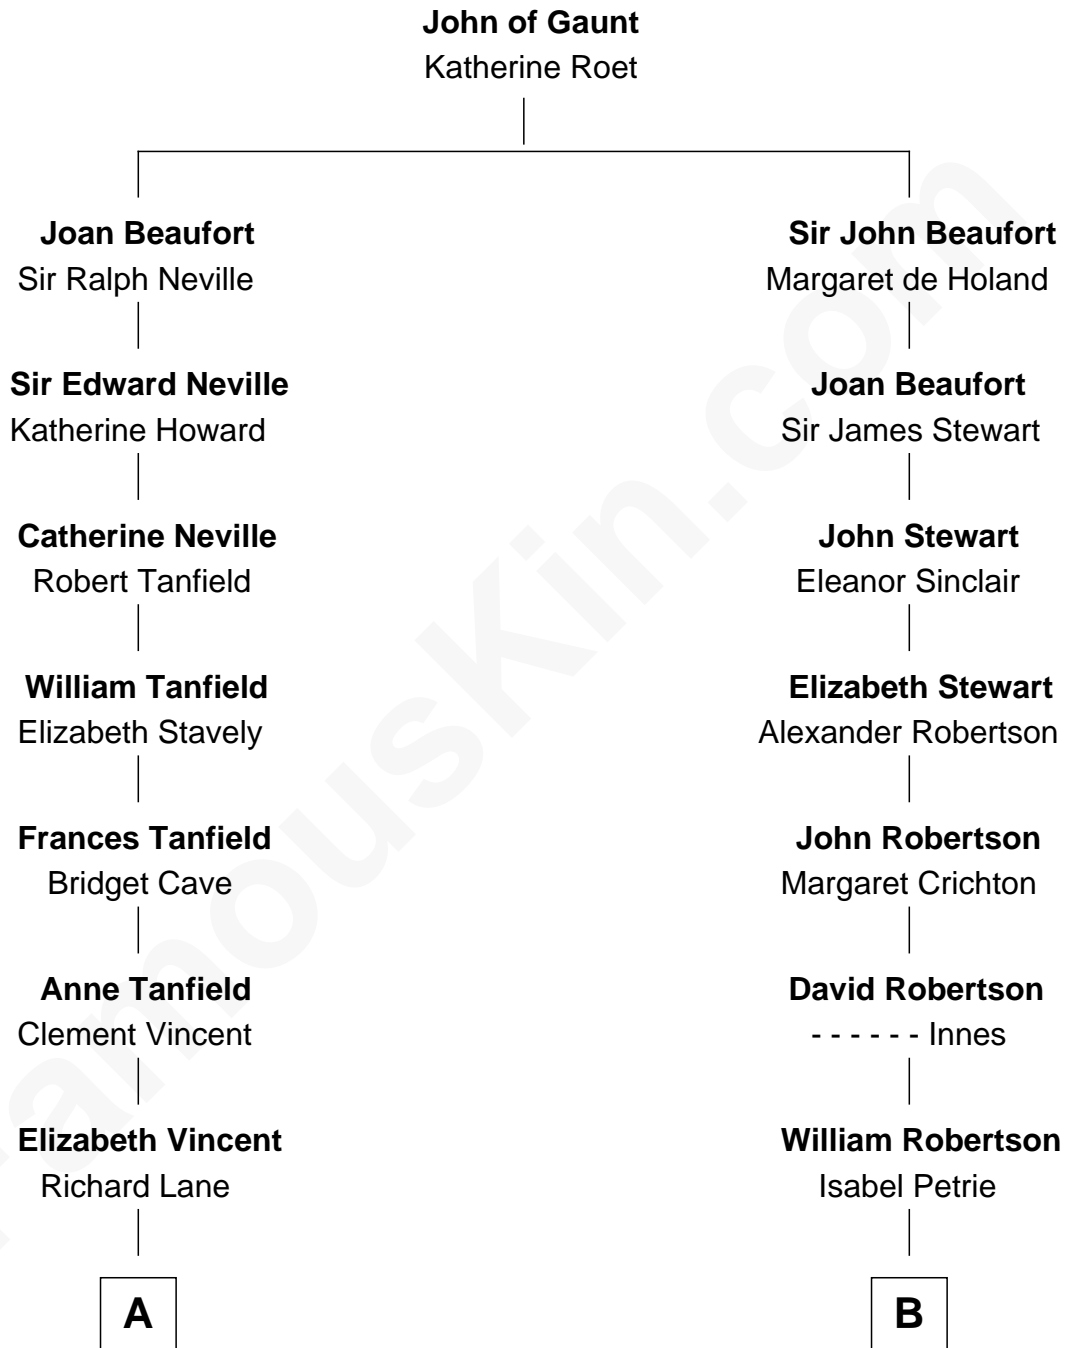 John of Gaunt
Katherine Roet
Joan Beaufort
Sir Ralph Neville
Sir John Beaufort
Margaret de Holand
Sir Edward Neville
Katherine Howard
Joan Beaufort
Sir James Stewart
Catherine Neville
Robert Tanfield
John Stewart
Eleanor Sinclair
William Tanfield
Elizabeth Stavely
Elizabeth Stewart
Alexander Robertson
Frances Tanfield
Bridget Cave
John Robertson
Margaret Crichton
Anne Tanfield
Clement Vincent
David Robertson
- - - - - - Innes
Elizabeth Vincent
Richard Lane
William Robertson
Isabel Petrie
A
B
FamousKin.com